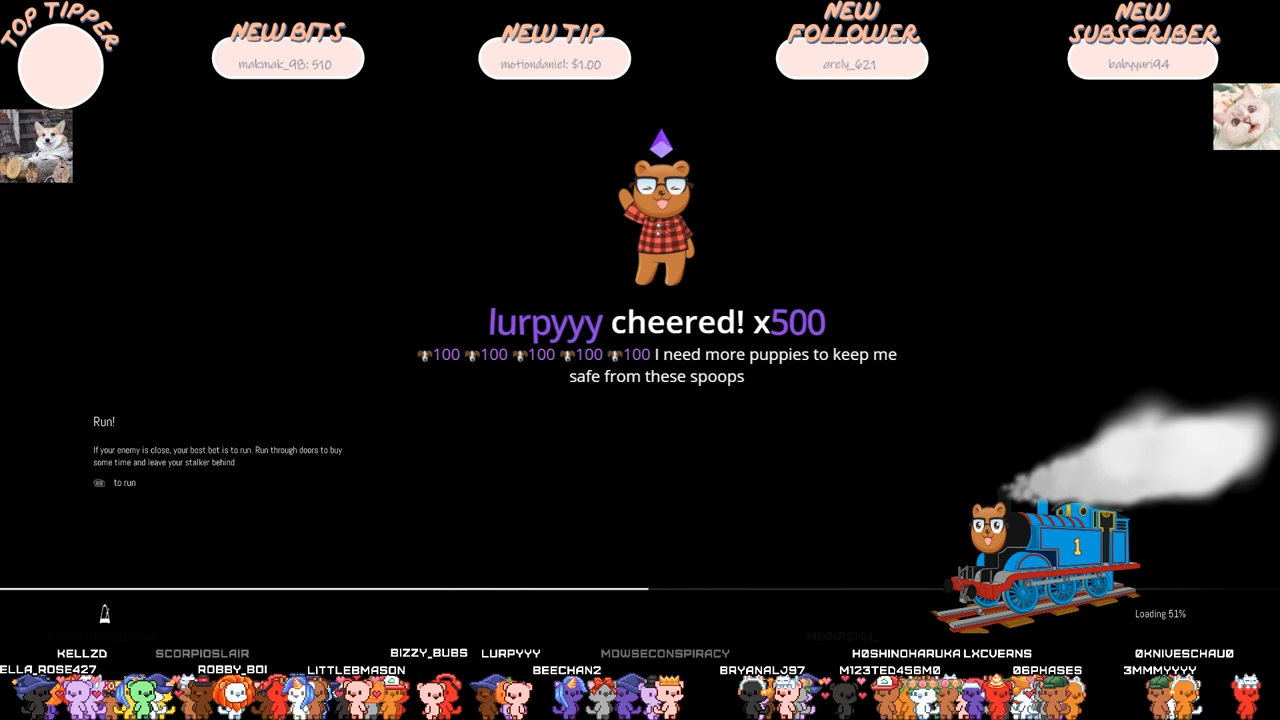 TOP TIPPER
NEW BITS
makmak_98: 510
NEW TIP
motiondaniel: $1.00
NEW
FOLLOWER
arely_621
NEW
SUBSCRIBER
babyyuri94
lurpyyy cheered! x500
100 100 100 100 100 I need more puppies to keep me
safe from these spoops
Run!
If your enemy is close, your best bet is to run. Run through doors to buy
some time and leave your stalker behind
to run
1
Loading 51%
MINKACHU_
KELLZD
SCORPIOSLAIR
BIZZY_BUBS
LURPYYY
MOWSECONSPIRACY
H0SHINOHARUKA
LXCVERNS
0KNIVESCHAU0
ELLA_ROSE427
ROBBY_BOI
LITTLEBMASON
BEECHAN2
BRYANALJ97
M123TED456M0
06PHASES
3MMMYYYY